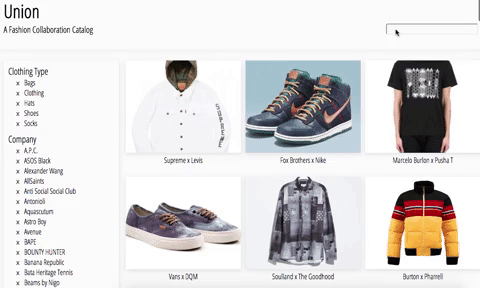 Union
A Fashion Collaboration Catalog
Clothing Type
x Bags
x Clothing
x Hats
x Shoes
x Socks
Company
x A.P.C.
x ASOS Black
x Alexander Wang
x AllSaints
x Anti Social Social Club
x Antonioli
x Aquascutum
x Astro Boy
x Avenue
x BAPE
x BOUNTY HUNTER
x Banana Republic
x Bata Heritage Tennis
x Beams by Nigo
SUPREME
Supreme x Levis
Fox Brothers x Nike
Marcelo Burlon x Pusha T
Vans x DQM
Soulland x The Goodhood
Burton x Pharrell